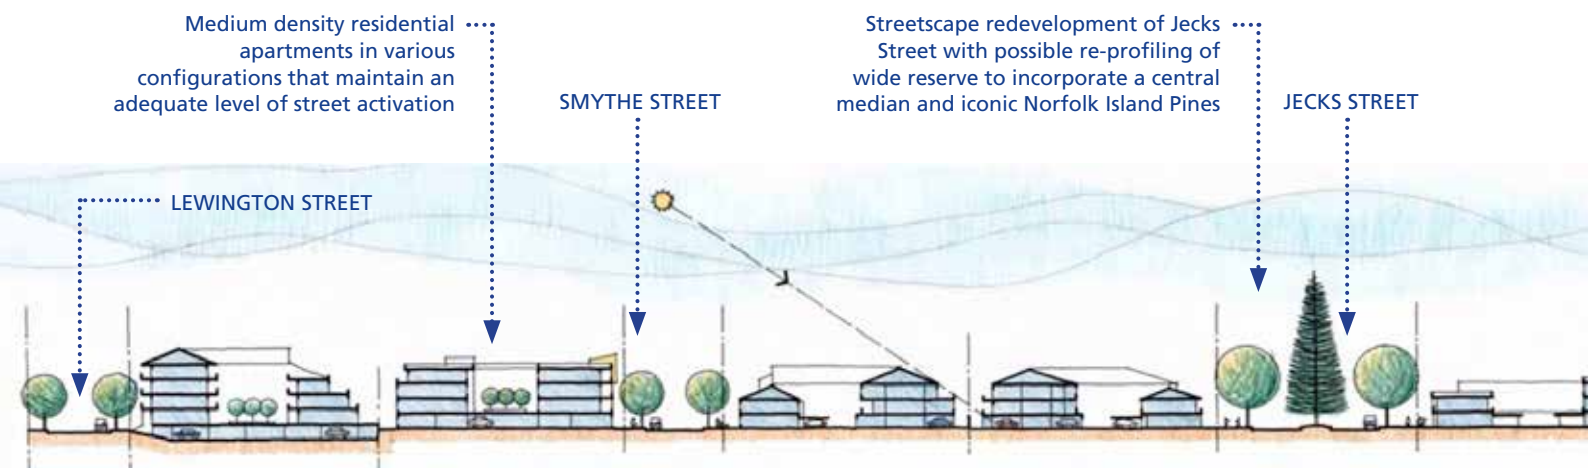 Medium density residential
apartments in various
configurations that maintain an
adequate level of street activation
SMYTHE STREET
Streetscape redevelopment of Jecks
Street with possible re-profiling of
wide reserve to incorporate a central
median and iconic Norfolk Island Pines
JECKS STREET
LEWINGTON STREET